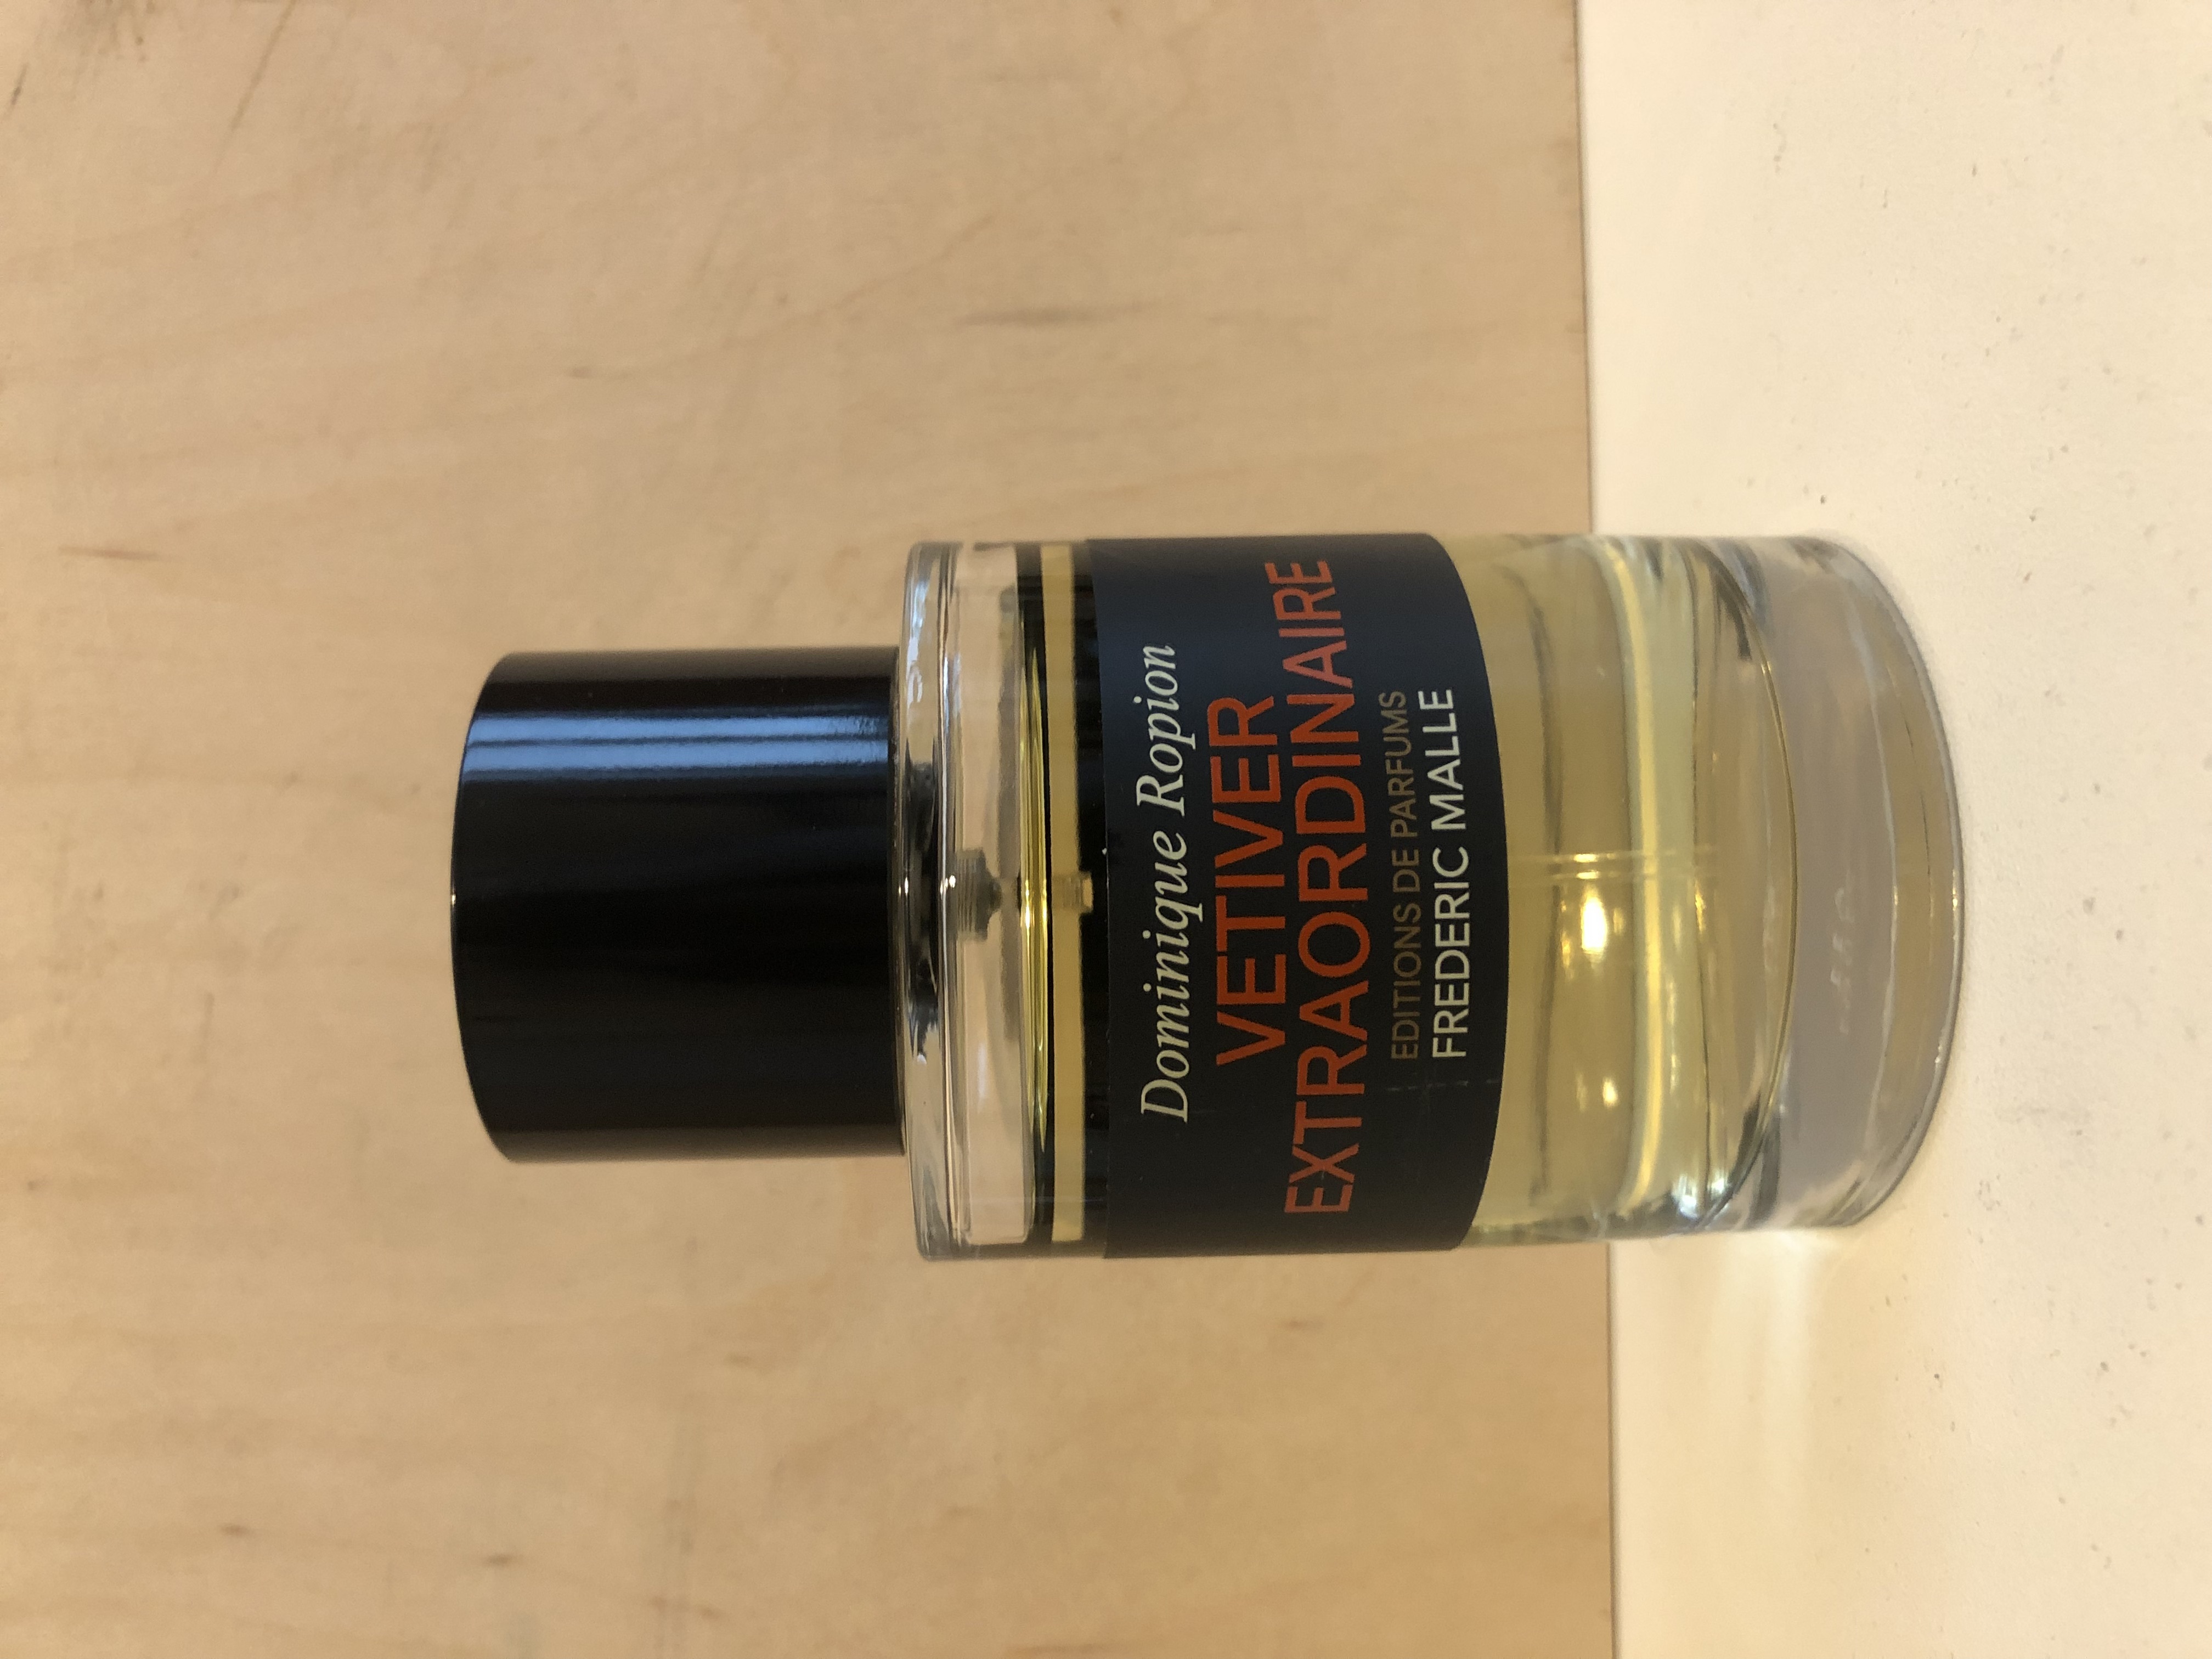 Dominique Ropion
VETIVER
EXTRAORDINAIRE
EDITIONS DE PARFUMS
FREDERIC MALLE